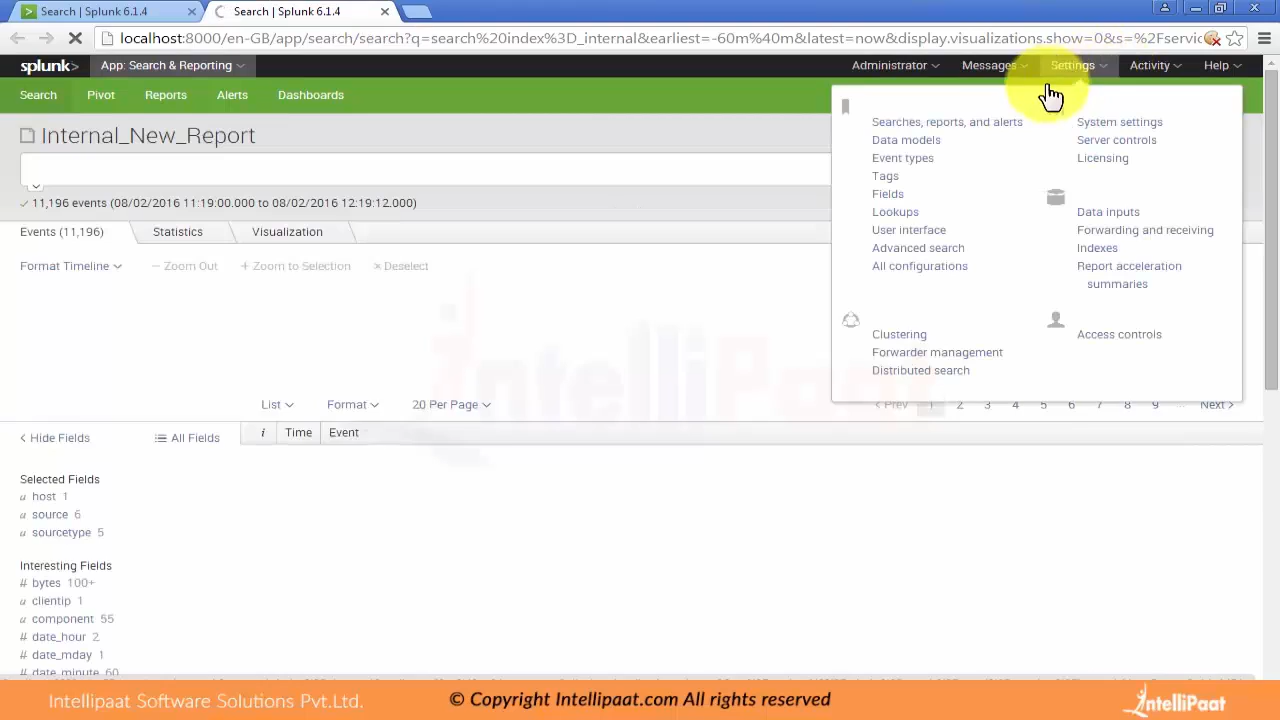 Search | Splunk 6.1.4
Search | Splunk 6.1.4
localhost:8000/en-GB/app/search/search?q=search%20index%3D_internal&earliest=-60m%40m&latest=now&display.visualizations.show=0&s=%2Fservic
splunk> App: Search & Reporting Administrator Messages Settings Activity Help
Search Pivot Reports Alerts Dashboards
Internal_New_Report
11,196 events (08/02/2016 11:19:00.000 to 08/02/2016 12:19:12.000)
Events (11,196) Statistics Visualization
Format Timeline — Zoom Out + Zoom to Selection × Deselect
Searches, reports, and alerts
Data models
Event types
Tags
Fields
Lookups
User interface
Advanced search
All configurations
Clustering
Forwarder management
Distributed search
System settings
Server controls
Licensing
Data inputs
Forwarding and receiving
Indexes
Report acceleration
summaries
Access controls
List Format 20 Per Page < Prev 1 2 3 4 5 6 7 8 9 ... Next >
< Hide Fields All Fields i Time Event
Selected Fields
a host 1
a source 6
a sourcetype 5
Interesting Fields
# bytes 100+
a clientip 1
a component 55
# date_hour 2
# date_mday 1
# date_minute 60
IntelliPaat
Intellipaat Software Solutions Pvt.Ltd. © Copyright Intellipaat.com All rights reserved IntelliPaat